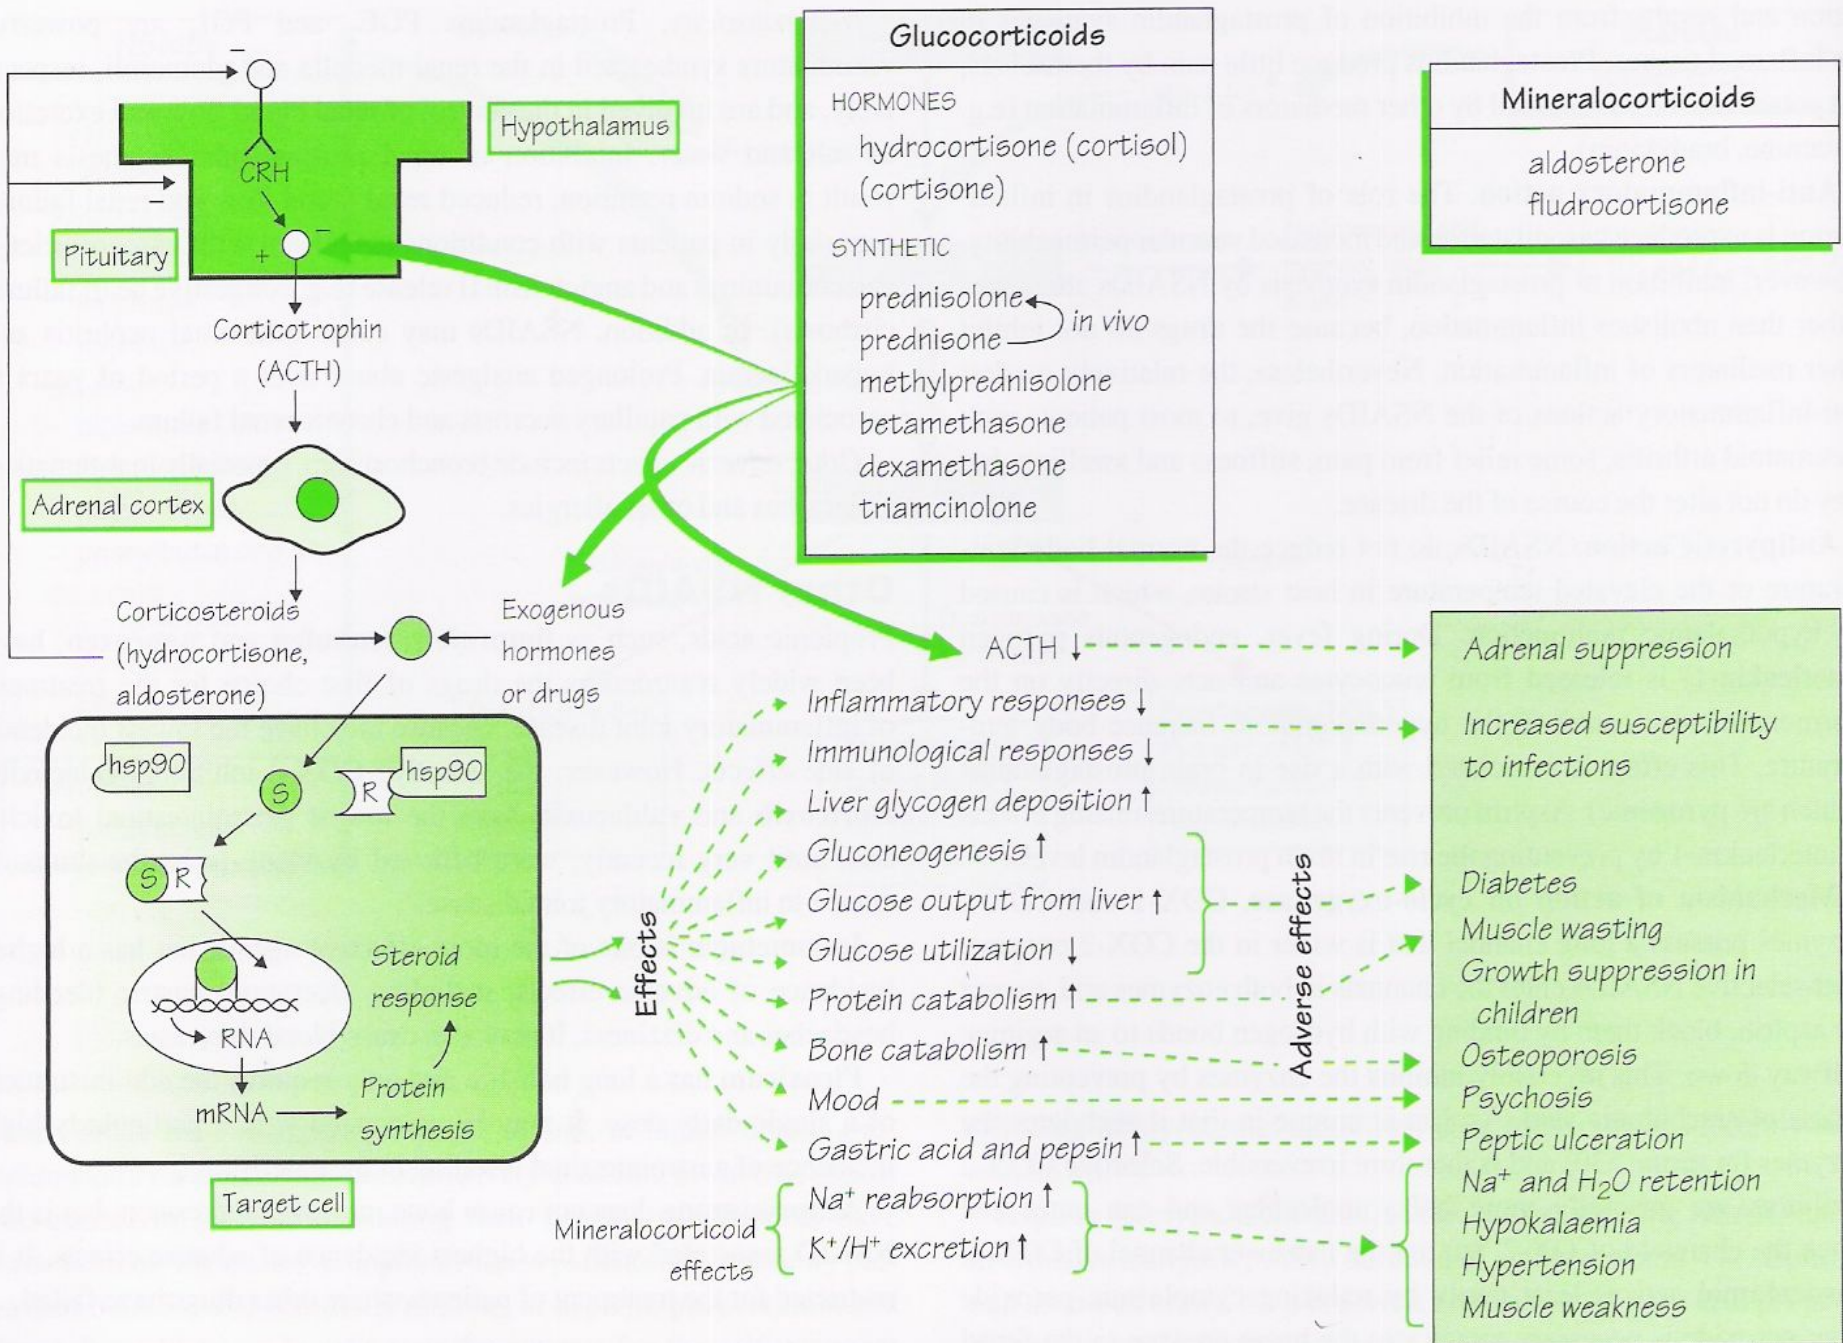 Glucocorticoids
HORMONES
hydrocortisone (cortisol)
(cortisone)
SYNTHETIC
prednisolone
in vivo
prednisone
methylprednisolone
betamethasone
dexamethasone
triamcinolone
Mineralocorticoids
aldosterone
fludrocortisone
−
Hypothalamus
CRH
−
Pituitary
−
+
Corticotrophin
(ACTH)
Adrenal cortex
Corticosteroids
(hydrocortisone,
aldosterone)
Exogenous
hormones
or drugs
hsp90
S
R
hsp90
S R
Steroid
response
RNA
mRNA
Protein
synthesis
Target cell
Effects
ACTH ↓
Inflammatory responses ↓
Immunological responses ↓
Liver glycogen deposition ↑
Gluconeogenesis ↑
Glucose output from liver ↑
Glucose utilization ↓
Protein catabolism ↑
Bone catabolism ↑
Mood
Gastric acid and pepsin ↑
Mineralocorticoid
effects
Na⁺ reabsorption ↑
K⁺/H⁺ excretion ↑
Adverse effects
Adrenal suppression
Increased susceptibility
to infections
Diabetes
Muscle wasting
Growth suppression in
children
Osteoporosis
Psychosis
Peptic ulceration
Na⁺ and H₂O retention
Hypokalaemia
Hypertension
Muscle weakness